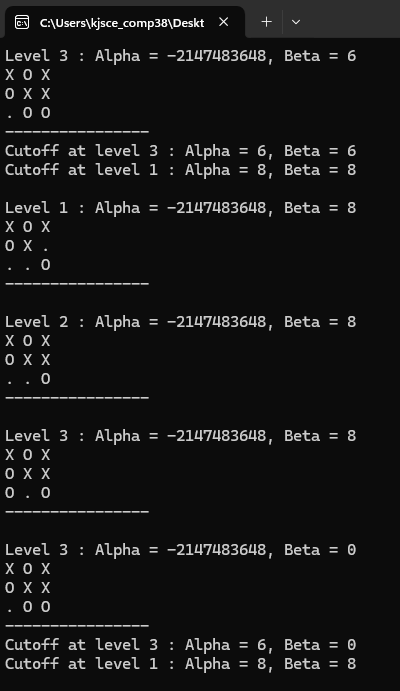 C:\Users\kjsce_comp38\Deskt
Level 3 : Alpha = -2147483648, Beta = 6
X O X
O X X
. O O
----------------
Cutoff at level 3 : Alpha = 6, Beta = 6
Cutoff at level 1 : Alpha = 8, Beta = 8
Level 1 : Alpha = -2147483648, Beta = 8
X O X
O X .
. . O
----------------
Level 2 : Alpha = -2147483648, Beta = 8
X O X
O X X
. . O
----------------
Level 3 : Alpha = -2147483648, Beta = 8
X O X
O X X
O . O
----------------
Level 3 : Alpha = -2147483648, Beta = 0
X O X
O X X
. O O
----------------
Cutoff at level 3 : Alpha = 6, Beta = 0
Cutoff at level 1 : Alpha = 8, Beta = 8